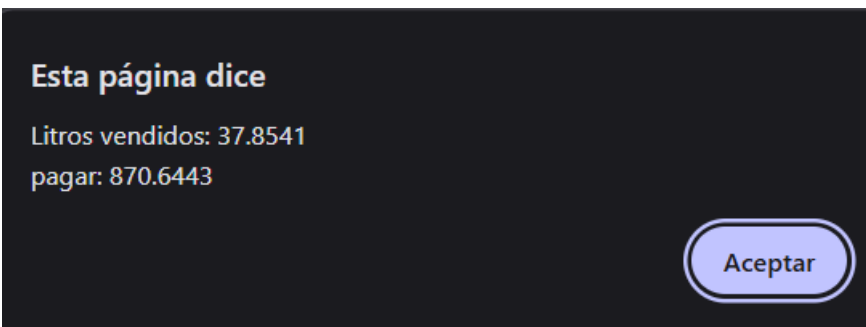 Esta página dice
Litros vendidos: 37.8541
pagar: 870.6443
Aceptar